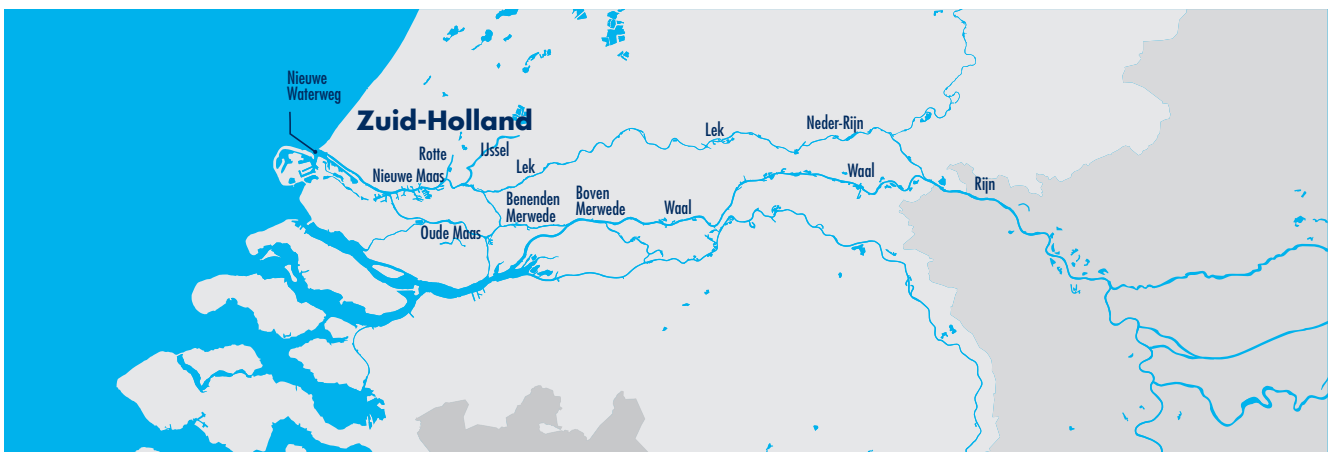 Nieuwe
Waterweg
Zuid-Holland
Lek
Neder-Rijn
Rotte
IJssel
Lek
Nieuwe Maas
Waal
Rijn
Benenden
Merwede
Boven
Merwede
Waal
Oude Maas